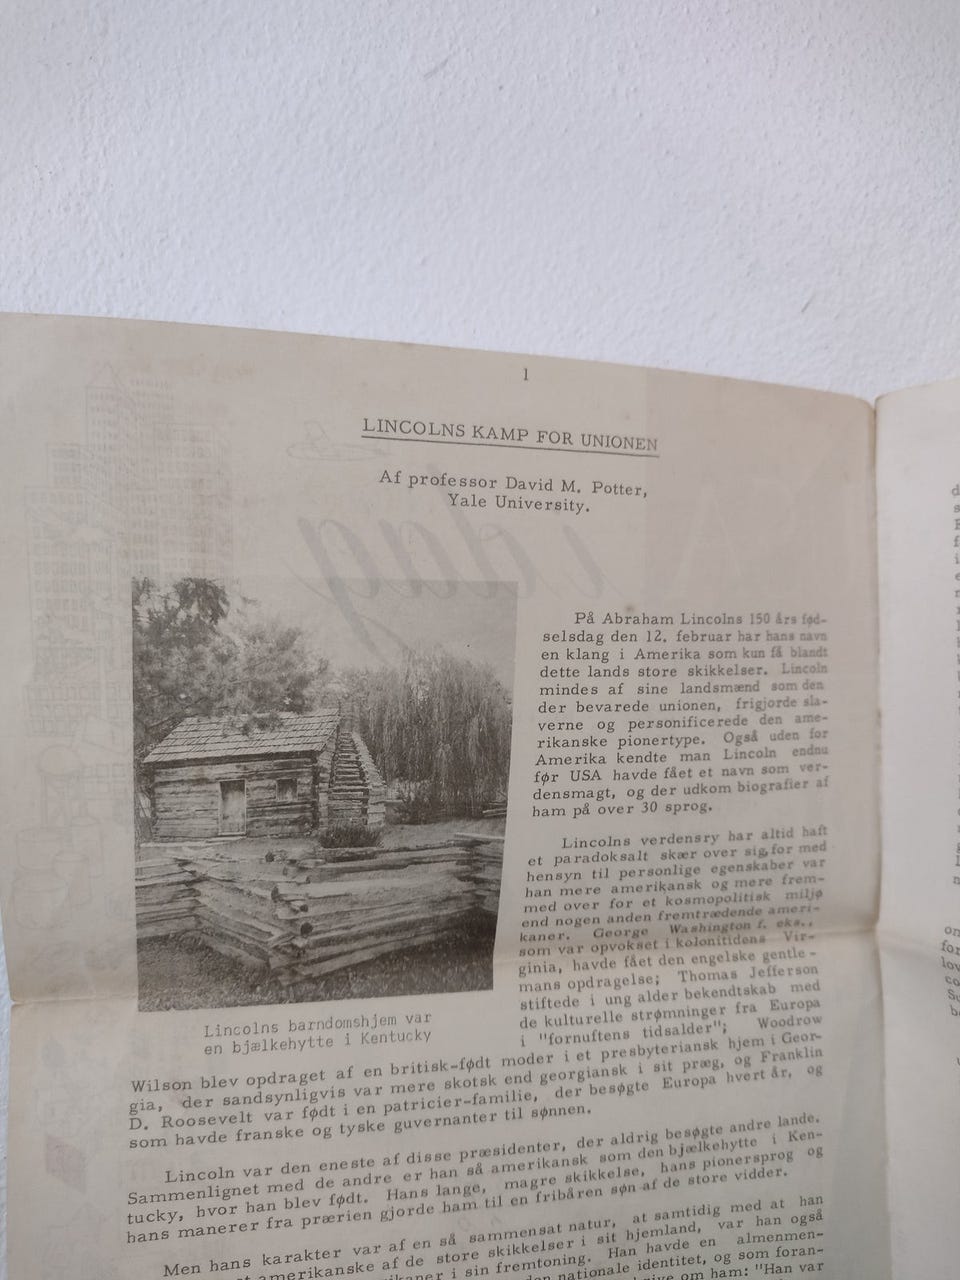 1
LINCOLNS KAMP FOR UNIONEN
Af professor David M. Potter,
Yale University.
På Abraham Lincolns 150 års fød-
selsdag den 12. februar har hans navn
en klang i Amerika som kun få blandt
dette lands store skikkelser. Lincoln
mindes af sine landsmænd som den
der bevarede unionen, frigjorde sla-
verne og personificerede den ame-
rikanske pionertype. Også uden for
Amerika kendte man Lincoln endnu
før USA havde fået et navn som ver-
densmagt, og der udkom biografier af
ham på over 30 sprog.
Lincolns verdensry har altid haft
et paradoksalt skær over sig, for med
hensyn til personlige egenskaber var
han mere amerikansk og mere frem-
med over for et kosmopolitisk miljø
end nogen anden fremtrædende ameri-
kaner. George Washington f. eks.,
som var opvokset i kolonitidens Vir-
ginia, havde fået den engelske gentle-
mans opdragelse; Thomas Jefferson
stiftede i ung alder bekendtskab med
de kulturelle strømninger fra Europa
i "fornuftens tidsalder"; Woodrow
Lincolns barndomshjem var
en bjælkehytte i Kentucky
Wilson blev opdraget af en britisk-født moder i et presbyteriansk hjem i Geor-
gia, der sandsynligvis var mere skotsk end georgiansk i sit præg, og Franklin
D. Roosevelt var født i en patricier-familie, der besøgte Europa hvert år, og
som havde franske og tyske guvernanter til sønnen.
Lincoln var den eneste af disse præsidenter, der aldrig besøgte andre lande.
Sammenlignet med de andre er han så amerikansk som den bjælkehytte i Ken-
tucky, hvor han blev født. Hans lange, magre skikkelse, hans pionersprog og
hans manerer fra prærien gjorde ham til en fribåren søn af de store vidder.
Men hans karakter var af en så sammensat natur, at samtidig med at han
amerikanske af de store skikkelser i sit hjemland, var han også
i sin fremtoning. Han havde en almenmen-
nationale identitet, og som foran-
om ham: "Han var